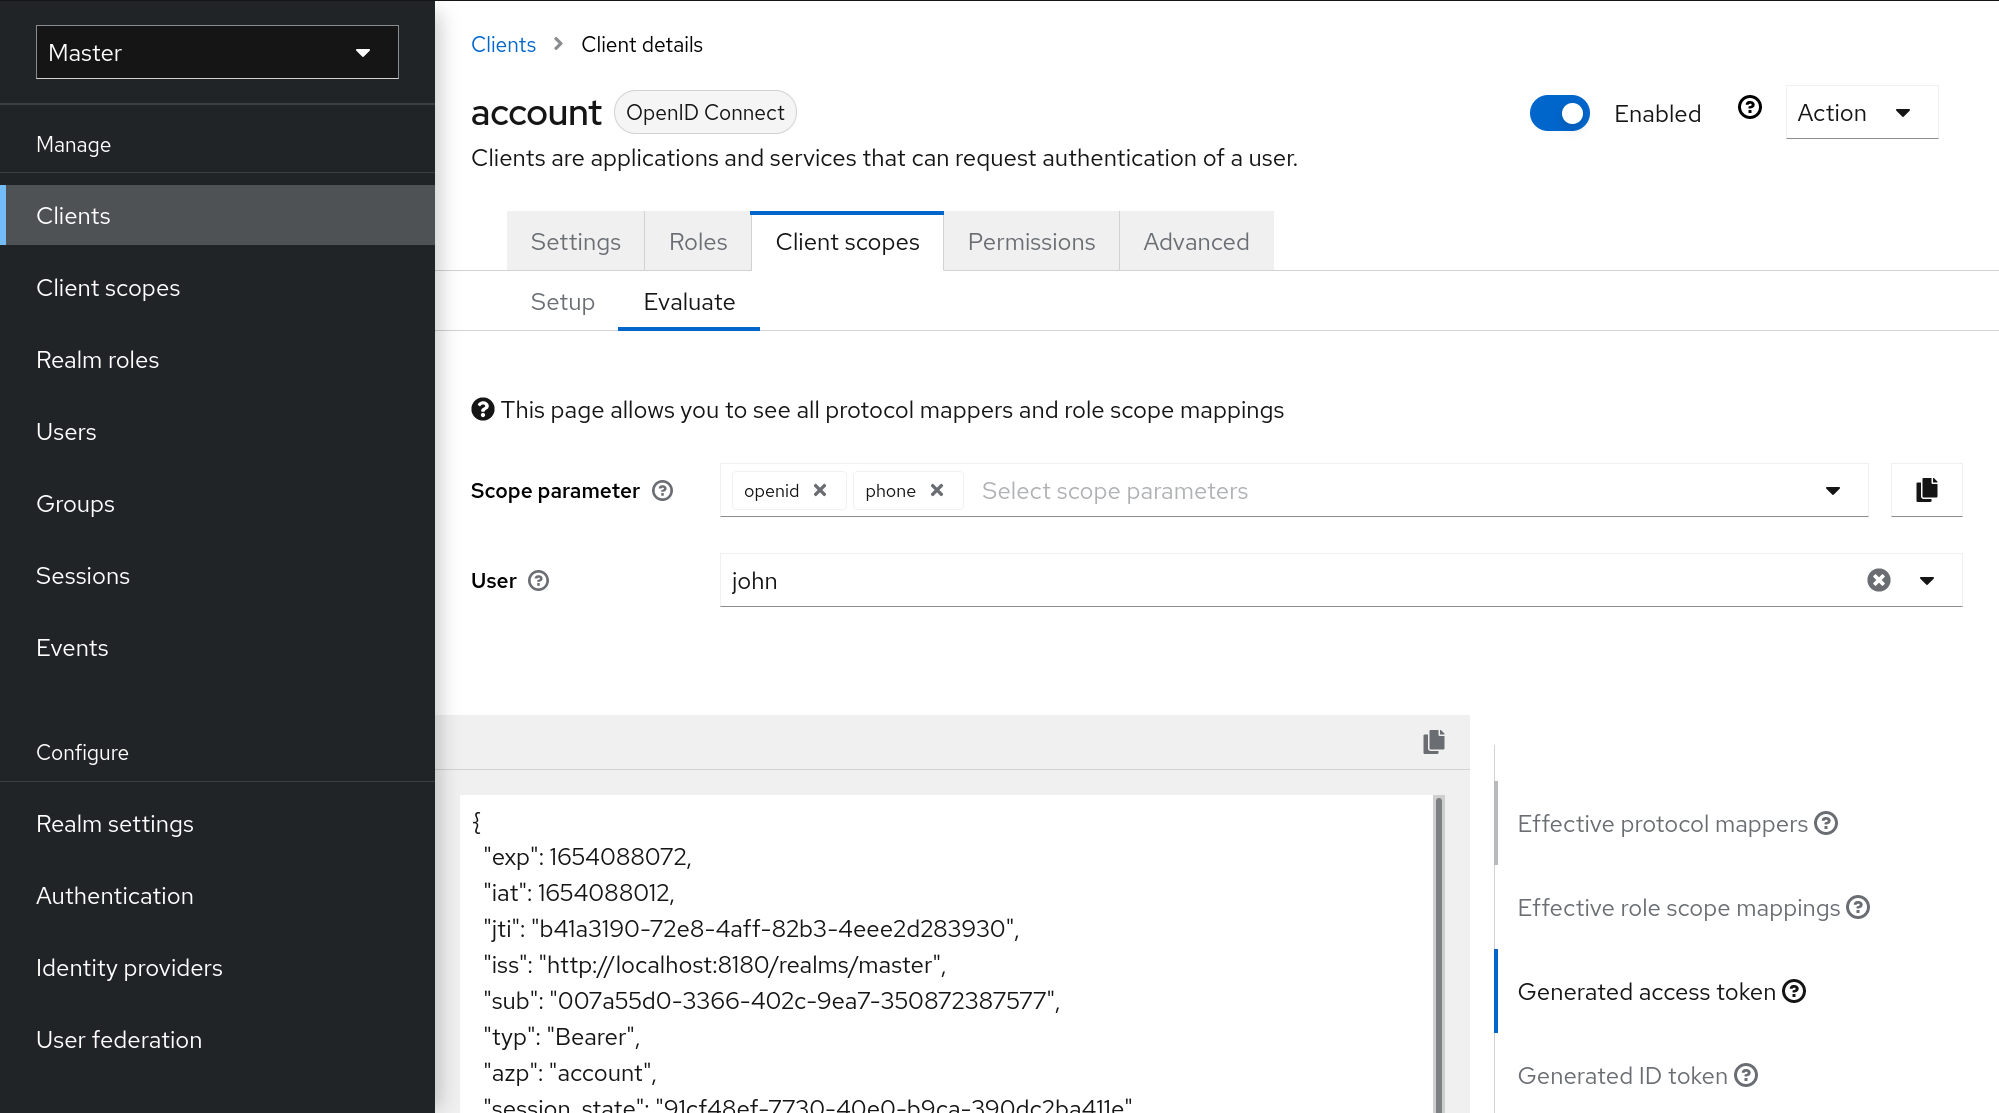 Master
Manage
Clients
Client scopes
Realm roles
Users
Groups
Sessions
Events
Configure
Realm settings
Authentication
Identity providers
User federation
Clients > Client details
account OpenID Connect
Enabled
Action
Clients are applications and services that can request authentication of a user.
Settings Roles Client scopes Permissions Advanced
Setup Evaluate
This page allows you to see all protocol mappers and role scope mappings
Scope parameter openid phone Select scope parameters
User john
{
"exp": 1654088072,
"iat": 1654088012,
"jti": "b41a3190-72e8-4aff-82b3-4eee2d283930",
"iss": "http://localhost:8180/realms/master",
"sub": "007a55d0-3366-402c-9ea7-350872387577",
"typ": "Bearer",
"azp": "account",
"session_state": "91cf48ef-7730-40e0-b9ca-390dc2ba411e"
Effective protocol mappers
Effective role scope mappings
Generated access token
Generated ID token